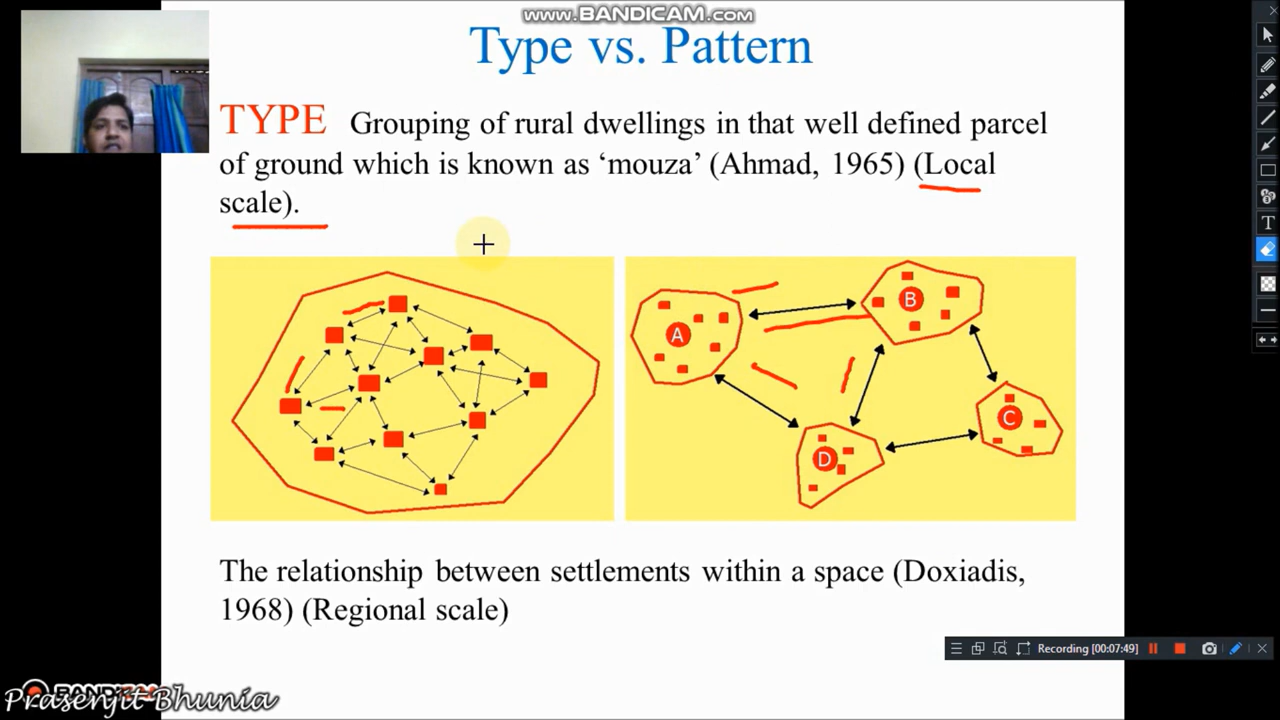 www.BANDICAM.com
Type vs. Pattern
TYPE Grouping of rural dwellings in that well defined parcel
of ground which is known as ‘mouza’ (Ahmad, 1965) (Local
scale).
A
B
C
D
The relationship between settlements within a space (Doxiadis,
1968) (Regional scale)
T
Recording [00:07:49]
BANDICAM
Prasenjit Bhunia